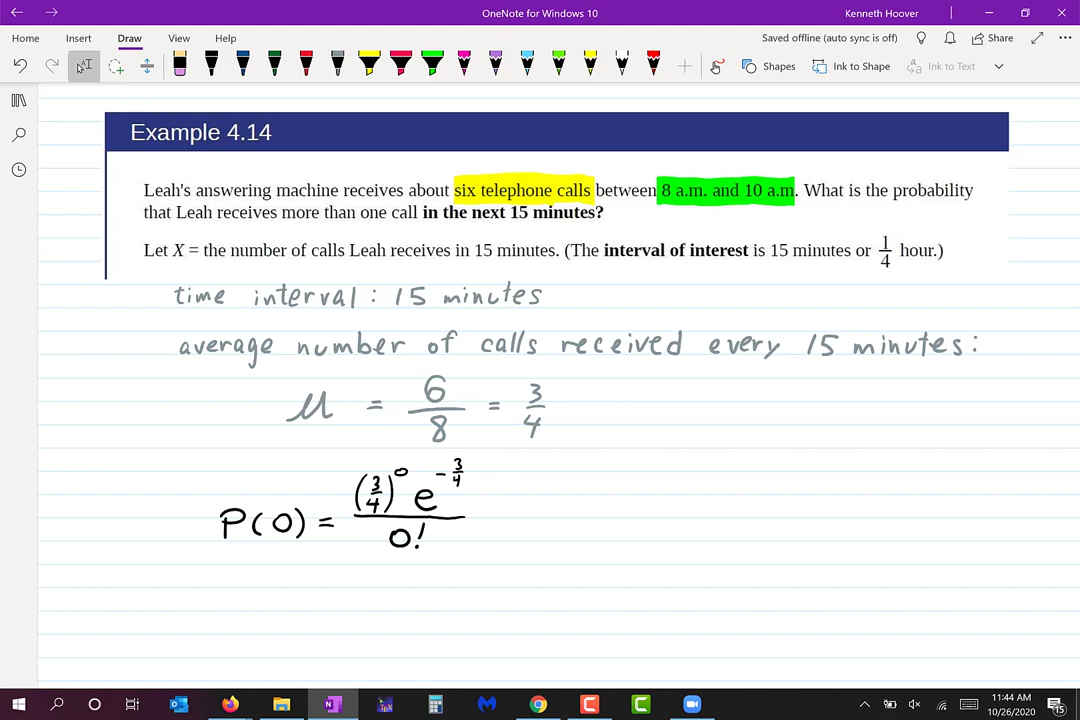 OneNote for Windows 10
Kenneth Hoover
Home Insert Draw View Help
Saved offline (auto sync is off)
Share
Shapes
Ink to Shape
Ink to Text
Example 4.14
Leah's answering machine receives about six telephone calls between 8 a.m. and 10 a.m. What is the probability
that Leah receives more than one call in the next 15 minutes?
Let X = the number of calls Leah receives in 15 minutes. (The interval of interest is 15 minutes or 1/4 hour.)
time interval: 15 minutes
average number of calls received every 15 minutes:
μ = 6/8 = 3/4
P(0) = (3/4)^0 e^(-3/4) / 0!
11:44 AM
10/26/2020
15